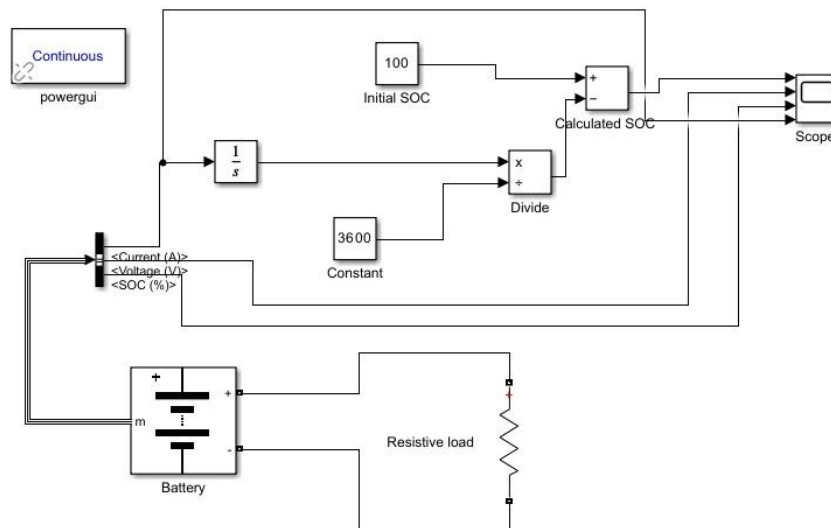 Continuous
powergui
100
Initial SOC
+
−
Calculated SOC
Scope
1
s
x
÷
Divide
3600
Constant
<Current (A)>
<Voltage (V)>
<SOC (%)>
+
m
+
-
Battery
Resistive load
+